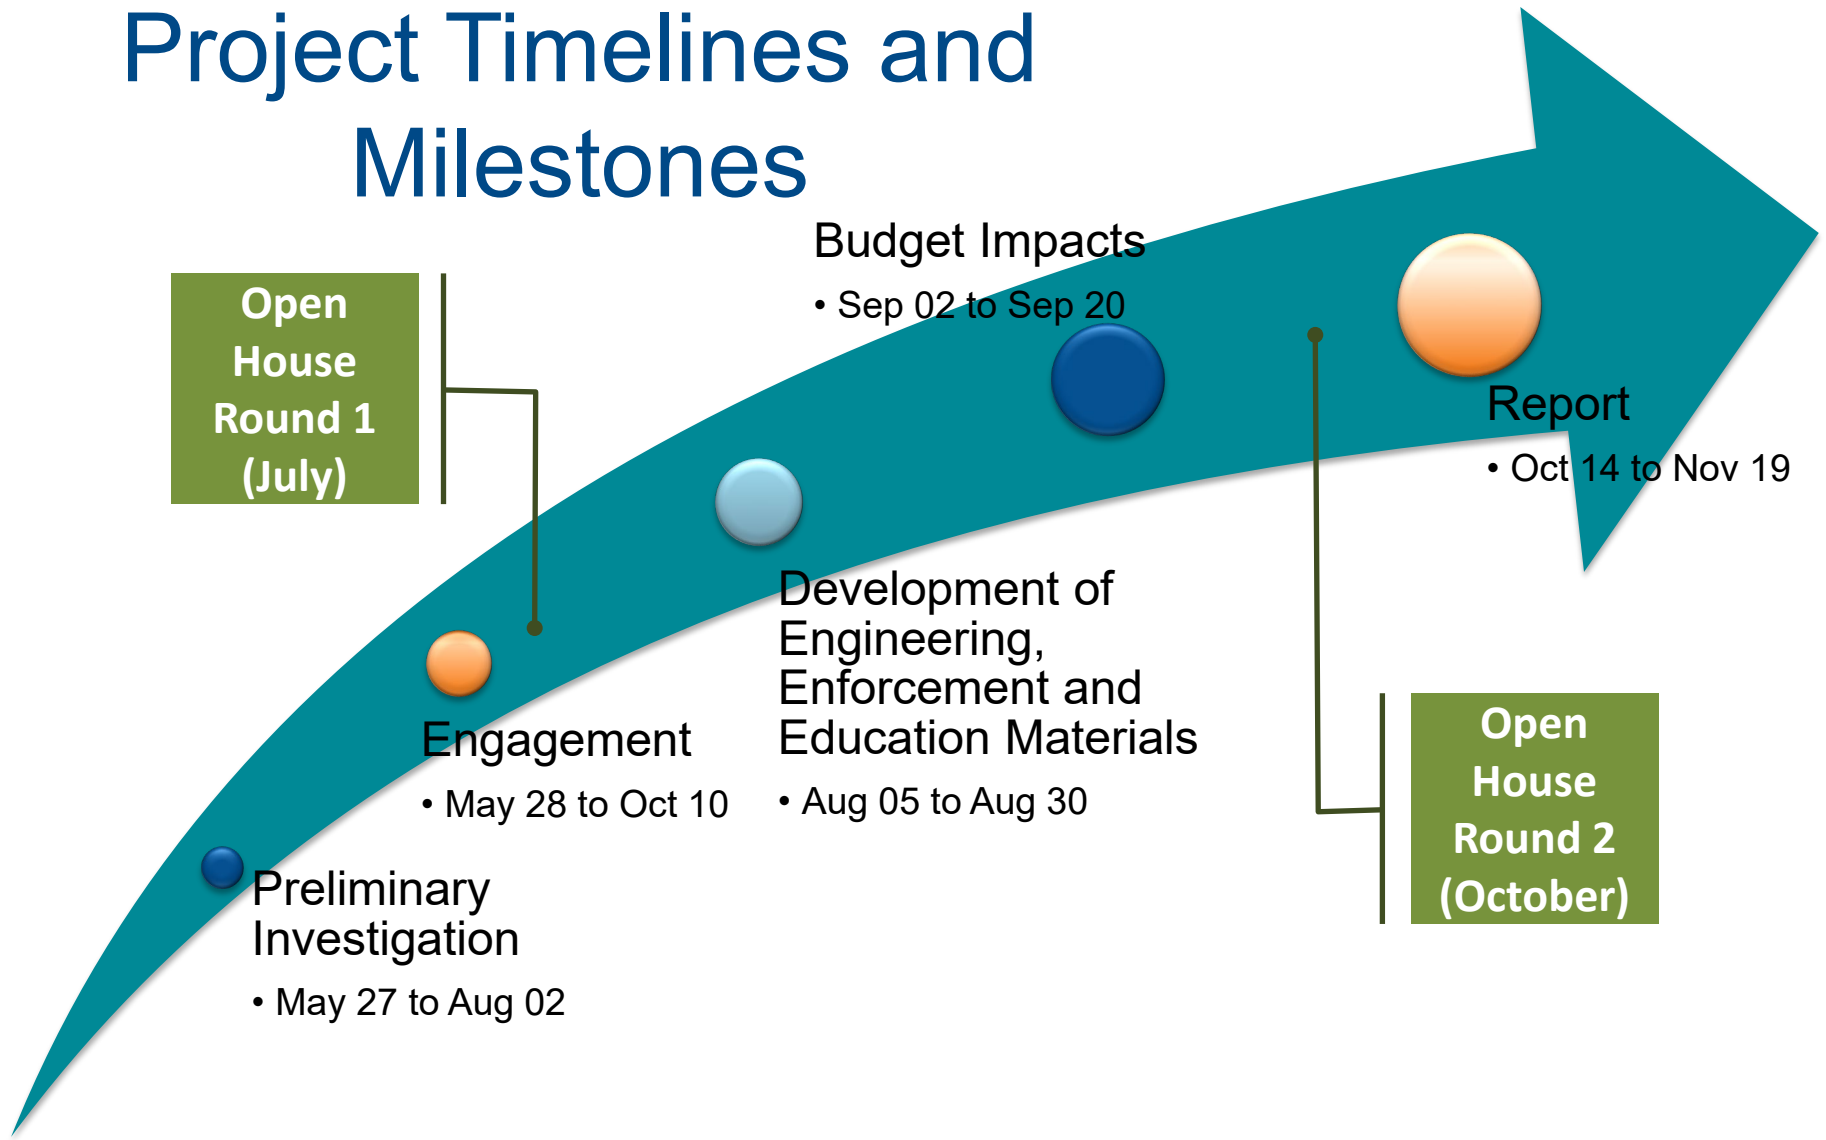 Project Timelines and
Milestones
Budget Impacts
• Sep 02 to Sep 20
Open
House
Round 1
(July)
Report
• Oct 14 to Nov 19
Development of
Engineering,
Enforcement and
Education Materials
• Aug 05 to Aug 30
Engagement
• May 28 to Oct 10
Open
House
Round 2
(October)
Preliminary
Investigation
• May 27 to Aug 02